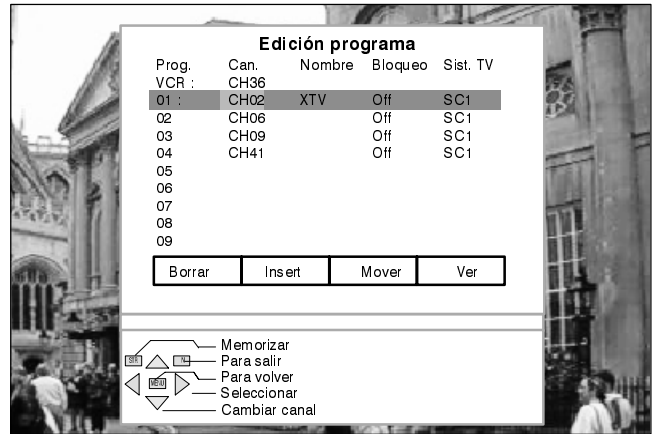 Edición programa
Prog. Can. Nombre Bloqueo Sist. TV
VCR : CH36
01 : CH02 XTV Off SC1
02 CH06 Off SC1
03 CH09 Off SC1
04 CH41 Off SC1
05
06
07
08
09
Borrar Insert Mover Ver
Memorizar
STR N Para salir
MENU Para volver
Seleccionar
Cambiar canal